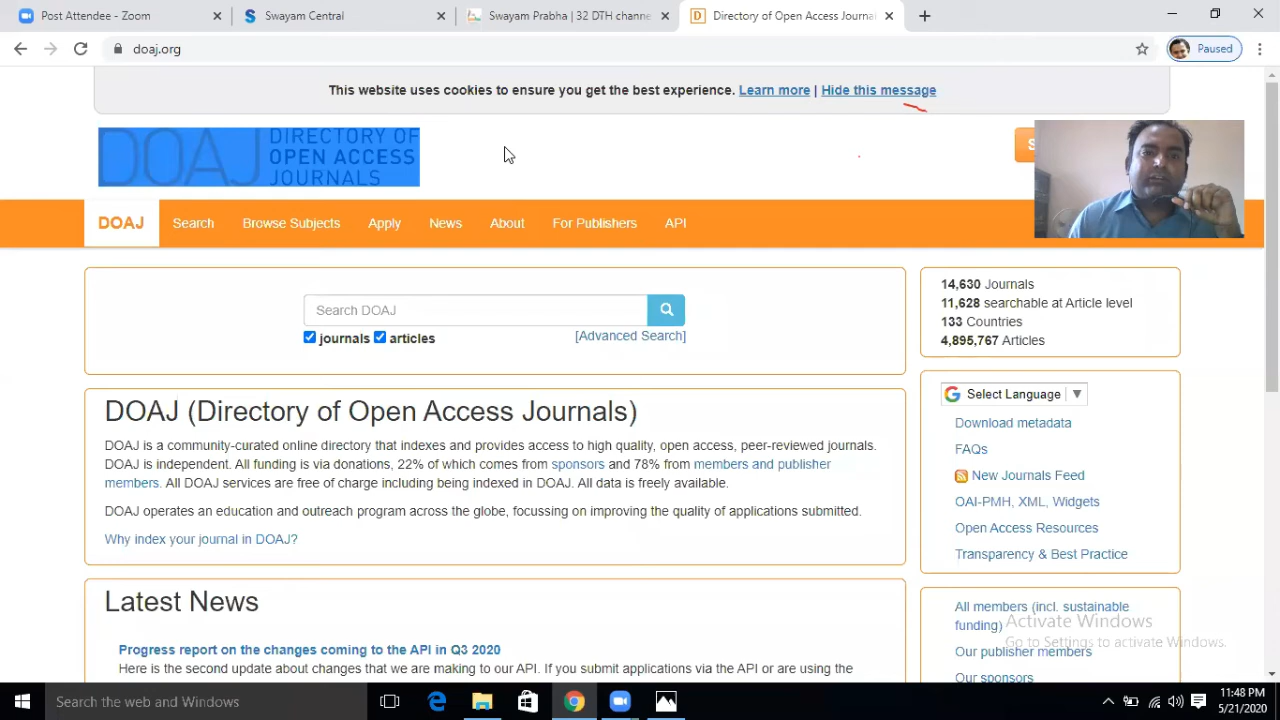 Post Attendee - Zoom
Swayam Central
Swayam Prabha | 32 DTH channe
Directory of Open Access Journa
doaj.org
Paused
This website uses cookies to ensure you get the best experience. Learn more | Hide this message
DOAJ DIRECTORY OF
OPEN ACCESS
JOURNALS
S
DOAJ Search Browse Subjects Apply News About For Publishers API
Search DOAJ
journals articles [Advanced Search]
14,630 Journals
11,628 searchable at Article level
133 Countries
4,895,767 Articles
DOAJ (Directory of Open Access Journals)
DOAJ is a community-curated online directory that indexes and provides access to high quality, open access, peer-reviewed journals.
DOAJ is independent. All funding is via donations, 22% of which comes from sponsors and 78% from members and publisher
members. All DOAJ services are free of charge including being indexed in DOAJ. All data is freely available.
DOAJ operates an education and outreach program across the globe, focussing on improving the quality of applications submitted.
Why index your journal in DOAJ?
Select Language
Download metadata
FAQs
New Journals Feed
OAI-PMH, XML, Widgets
Open Access Resources
Transparency & Best Practice
Latest News
Progress report on the changes coming to the API in Q3 2020
Here is the second update about changes that we are making to our API. If you submit applications via the API or are using the
All members (incl. sustainable
funding)
Our publisher members
Our sponsors
Activate Windows
Go to Settings to activate Windows.
Search the web and Windows
11:48 PM
5/21/2020